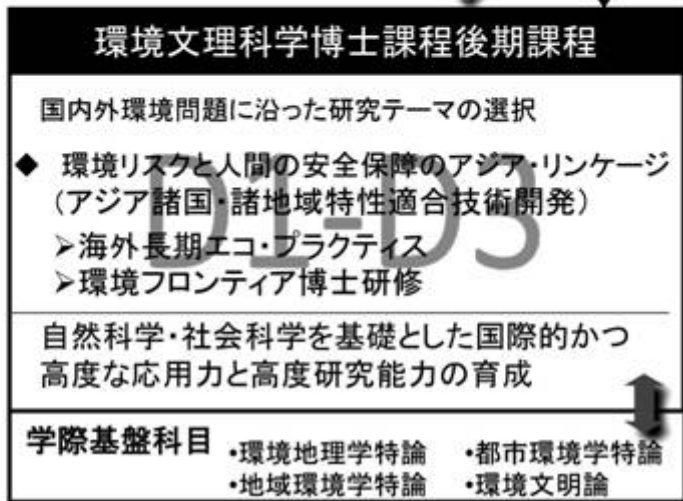 環境文理科学博士課程後期課程
国内外環境問題に沿った研究テーマの選択
◆ 環境リスクと人間の安全保障のアジア・リンケージ
(アジア諸国・諸地域特性適合技術開発)
➢海外長期エコ・プラクティス
➢環境フロンティア博士研修
D1-D3
自然科学・社会科学を基礎とした国際的かつ
高度な応用力と高度研究能力の育成
学際基盤科目
・環境地理学特論 ・都市環境学特論
・地域環境学特論 ・環境文明論